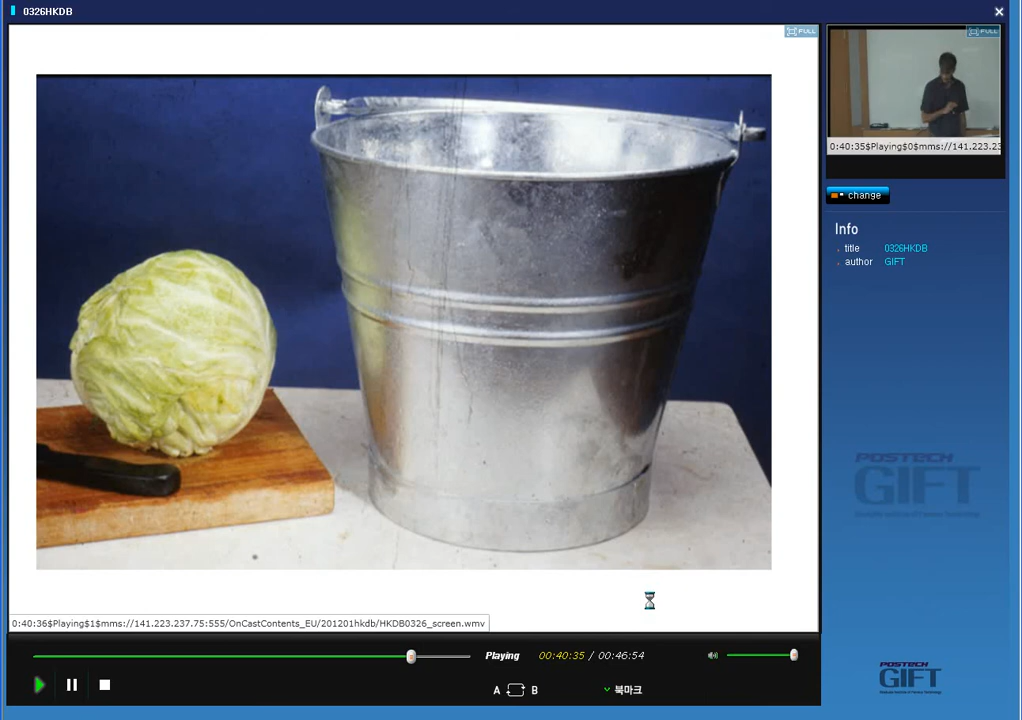 0326HKDB
FULL
FULL
0:40:35$Playing$0$mms://141.223.23
change
Info
title 0326HKDB
author GIFT
POSTECH
GIFT
0:40:36$Playing$1$mms://141.223.237.75:555/OnCastContents_EU/201201hkdb/HKDB0326_screen.wmv
Playing 00:40:35 / 00:46:54
A B
북마크
POSTECH
GIFT